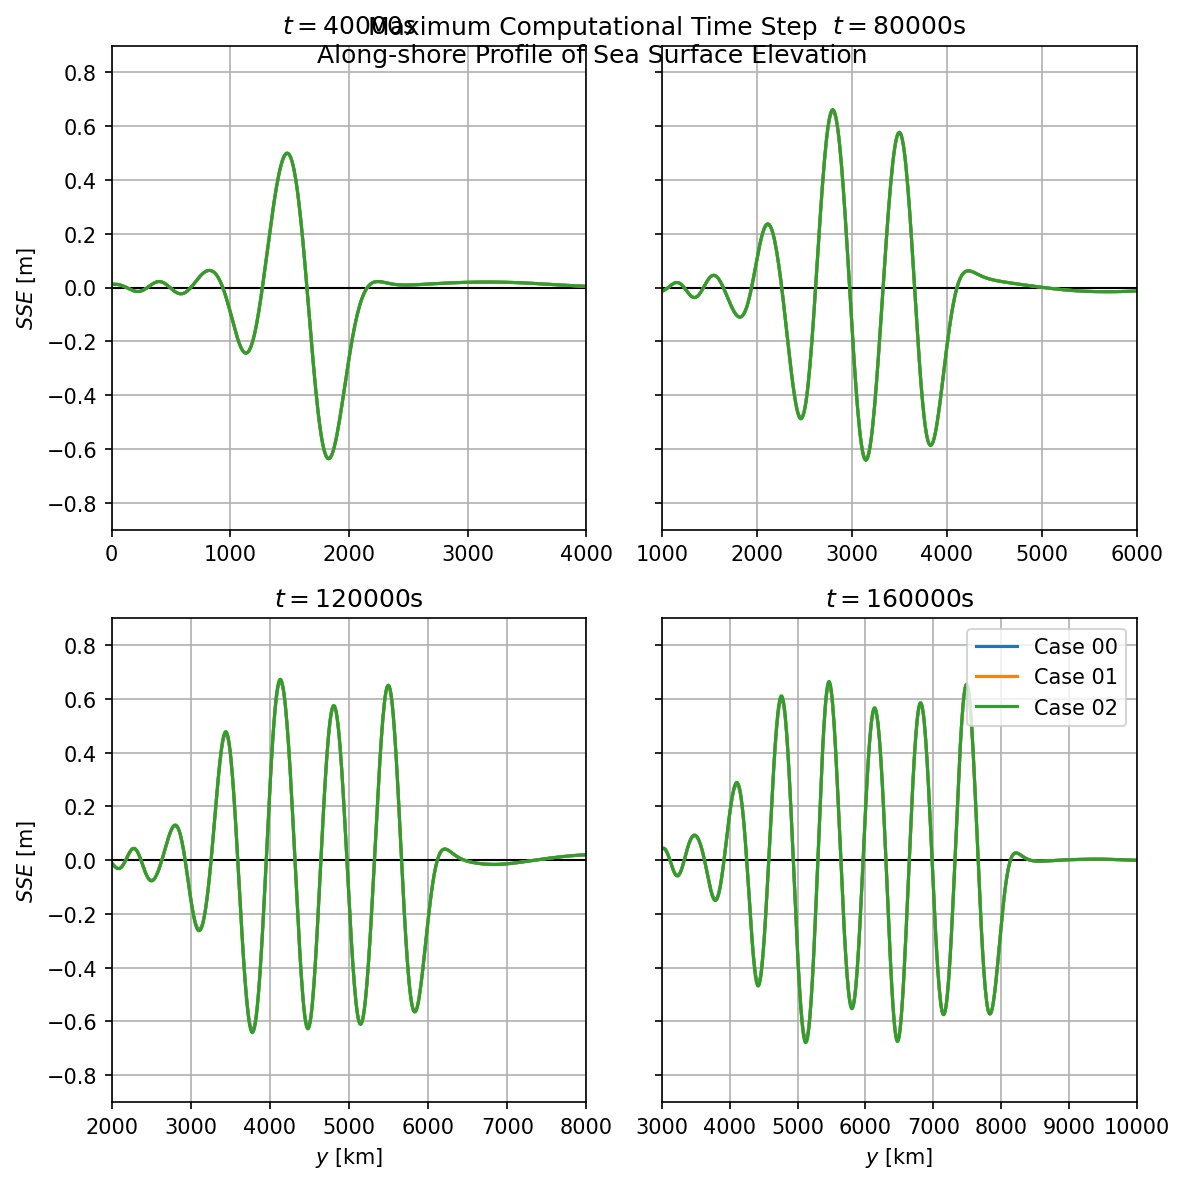 Maximum Computational Time Step
Along-shore Profile of Sea Surface Elevation
t = 40000s
t = 80000s
SSE [m]
0.8
0.6
0.4
0.2
0.0
−0.2
−0.4
−0.6
−0.8
0 1000 2000 3000 4000
1000 2000 3000 4000 5000 6000
t = 120000s
t = 160000s
SSE [m]
0.8
0.6
0.4
0.2
0.0
−0.2
−0.4
−0.6
−0.8
Case 00
Case 01
Case 02
2000 3000 4000 5000 6000 7000 8000
3000 4000 5000 6000 7000 8000 9000 10000
y [km]
y [km]